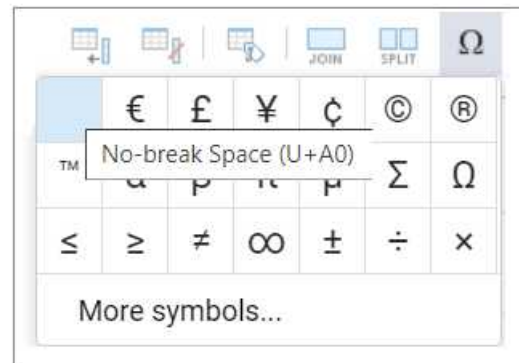 JOIN SPLIT Ω
€ £ ¥ ¢ © ®
No-break Space (U+A0)
™ α β π μ Σ Ω
≤ ≥ ≠ ∞ ± ÷ ×
More symbols...